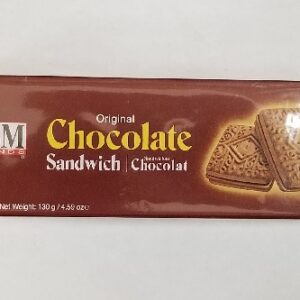 Original
M
Chocolate
Sandwich | Chocolat
Net Weight: 130 g / 4.59 oz e